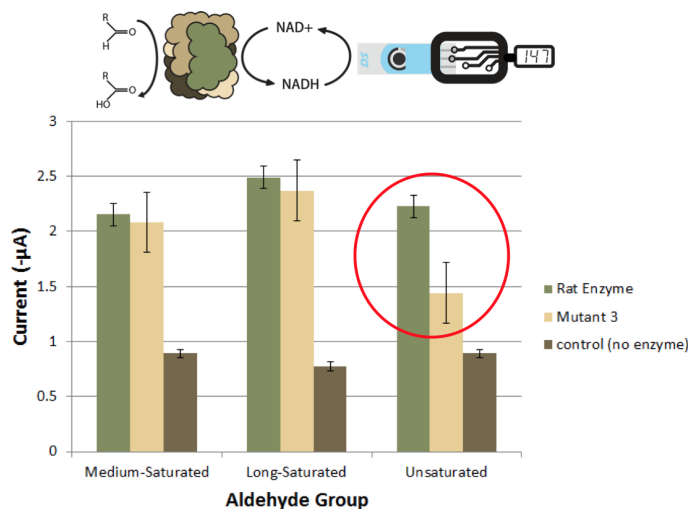 R
H
O
R
HO
O
NAD+
NADH
SD
147
3
2.5
2
1.5
1
0.5
0
Current (-µA)
Medium-Saturated Long-Saturated Unsaturated
Aldehyde Group
Rat Enzyme
Mutant 3
control (no enzyme)